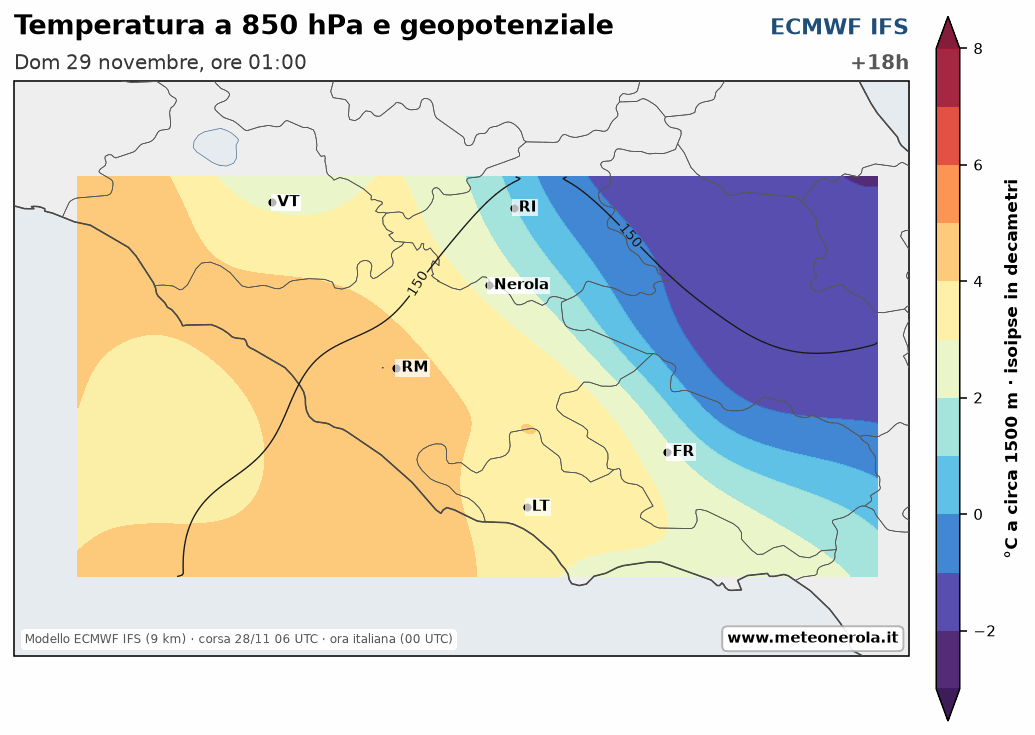 Temperatura a 850 hPa e geopotenziale
ECMWF IFS
Dom 29 novembre, ore 01:00
+18h
8
6
4
2
0
−2
°C a circa 1500 m · isoipse in decametri
VT
RI
150
150
Nerola
RM
FR
LT
Modello ECMWF IFS (9 km) · corsa 28/11 06 UTC · ora italiana (00 UTC)
www.meteonerola.it